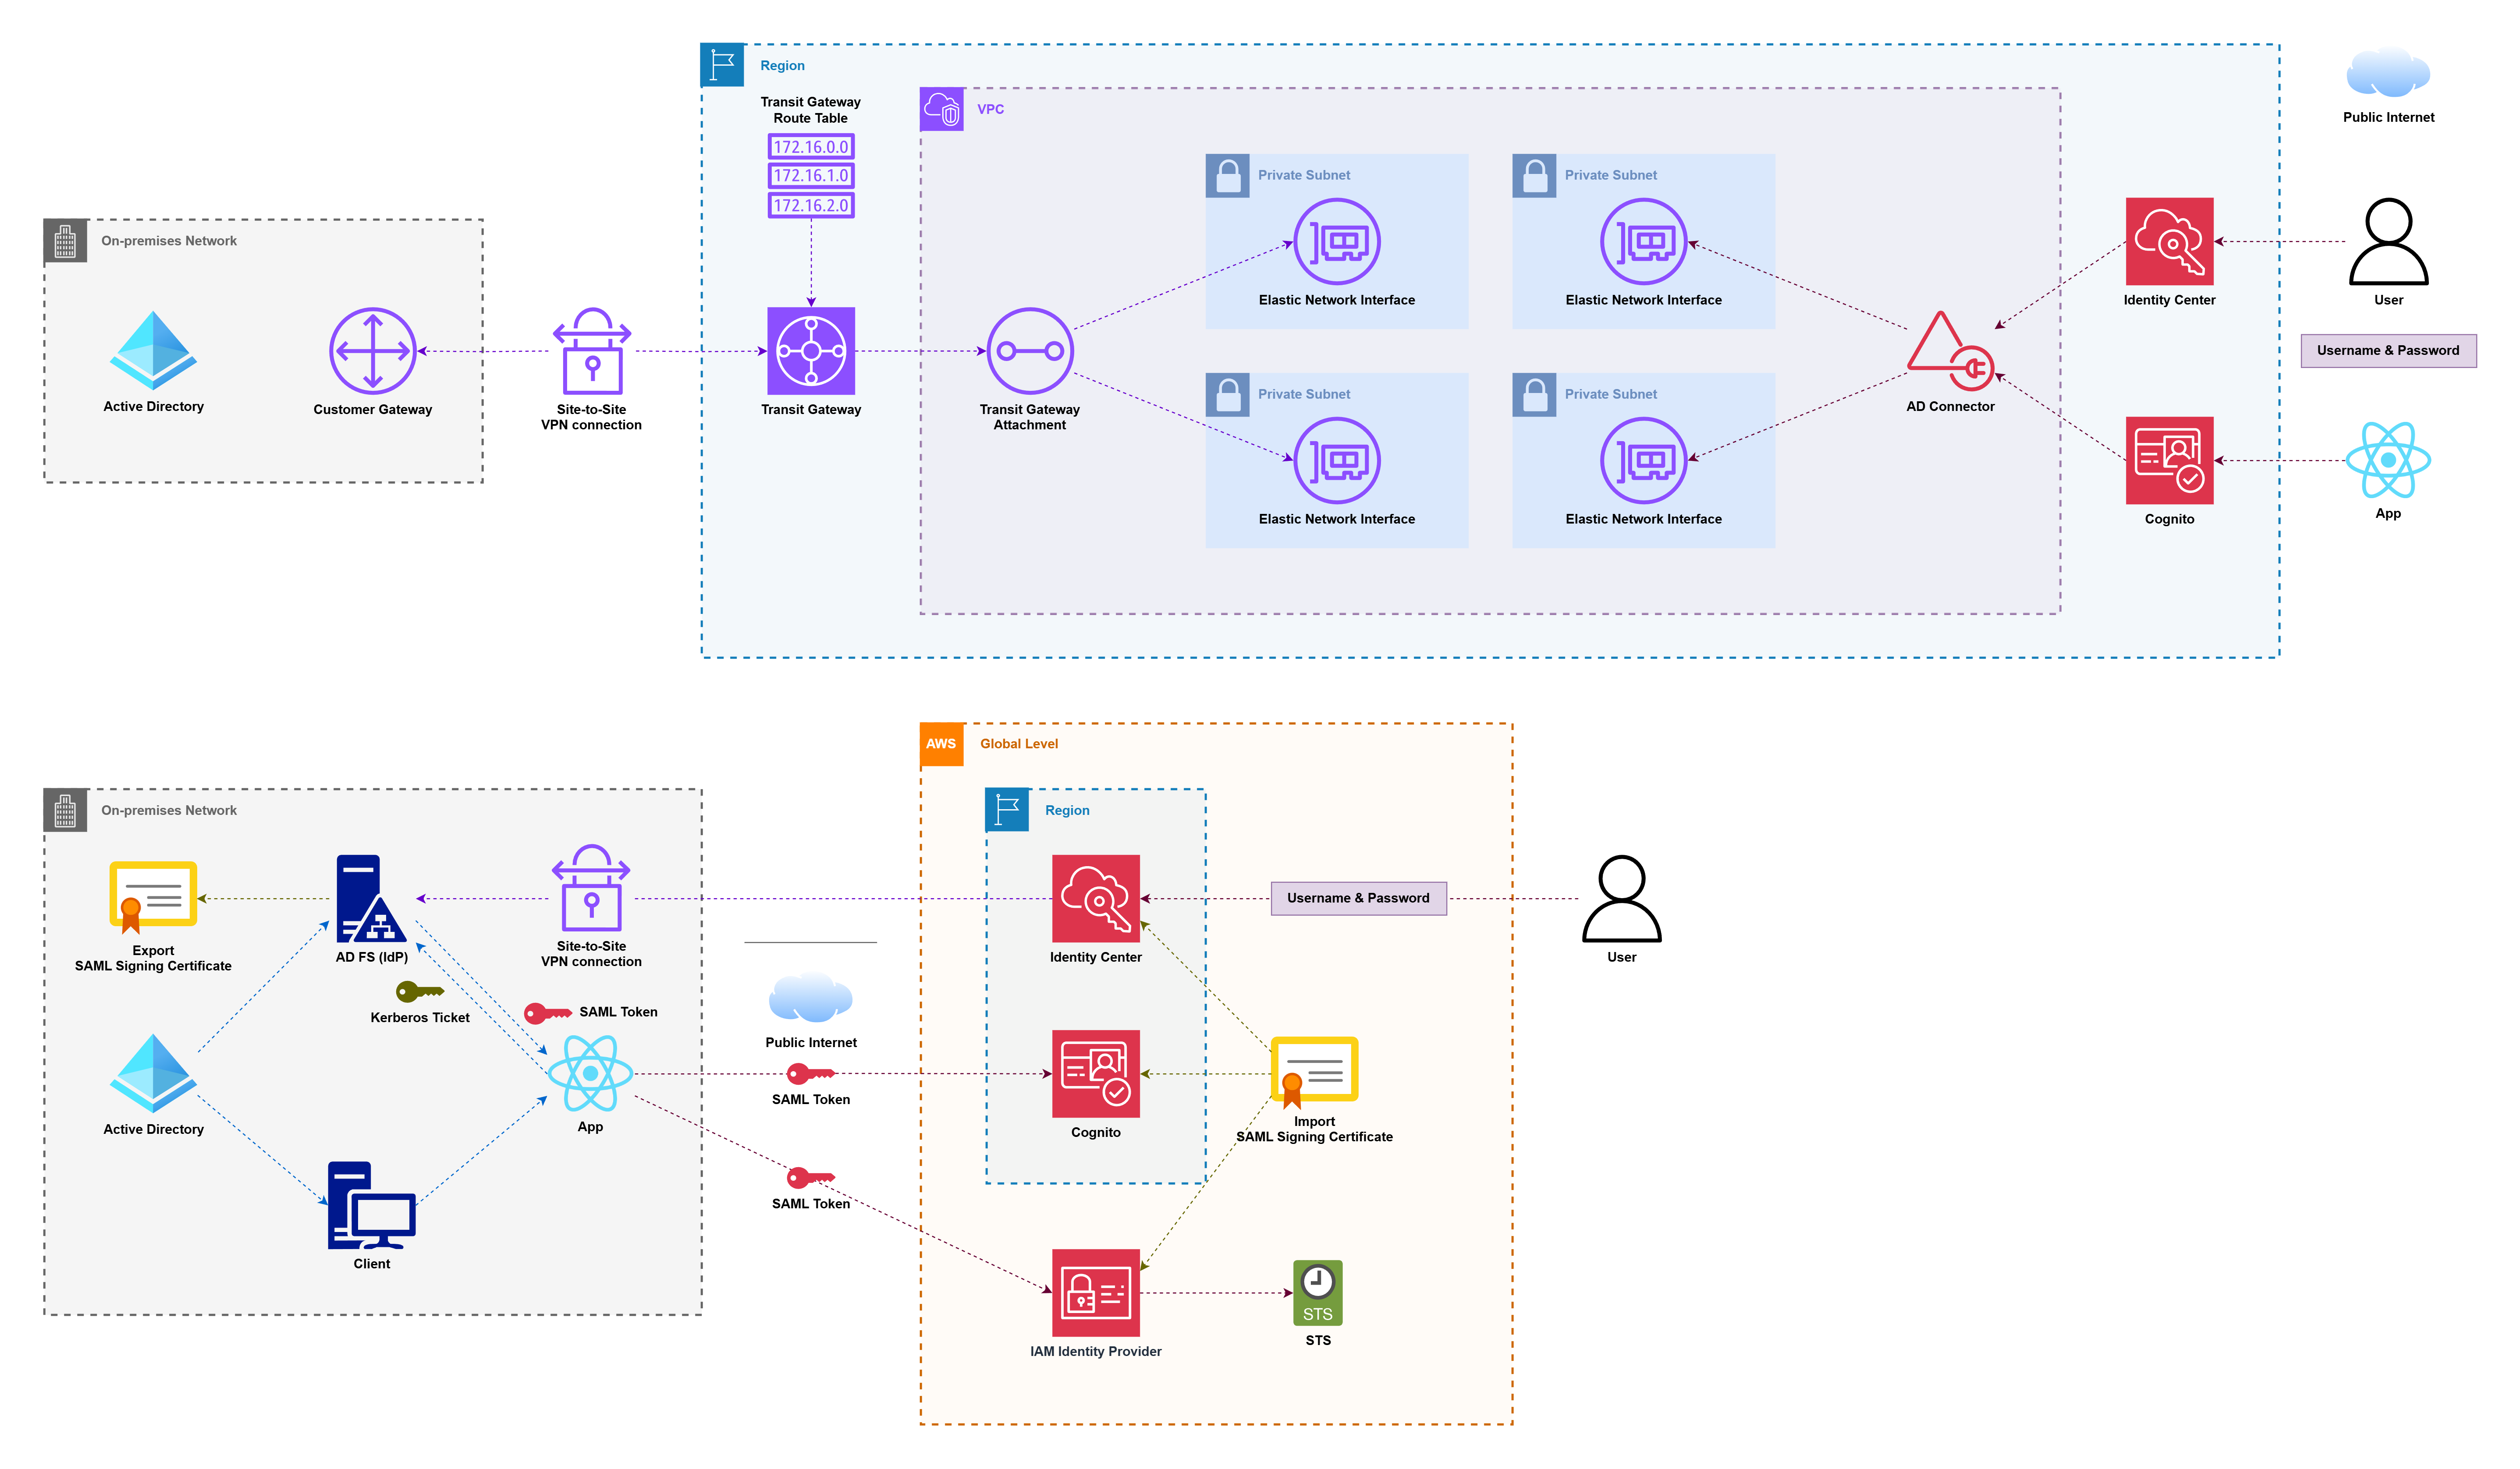 Region
Public Internet
Transit Gateway
Route Table
172.16.0.0
172.16.1.0
172.16.2.0
VPC
Private Subnet
Private Subnet
On-premises Network
Elastic Network Interface
Elastic Network Interface
Identity Center
User
Username & Password
Active Directory
Customer Gateway
Site-to-Site
VPN connection
Transit Gateway
Transit Gateway
Attachment
Private Subnet
Private Subnet
AD Connector
Elastic Network Interface
Elastic Network Interface
Cognito
App
AWS
Global Level
On-premises Network
Region
Export
SAML Signing Certificate
AD FS (IdP)
Site-to-Site
VPN connection
Identity Center
Username & Password
User
Kerberos Ticket
SAML Token
Public Internet
Active Directory
App
SAML Token
Cognito
Import
SAML Signing Certificate
SAML Token
Client
IAM Identity Provider
STS
STS